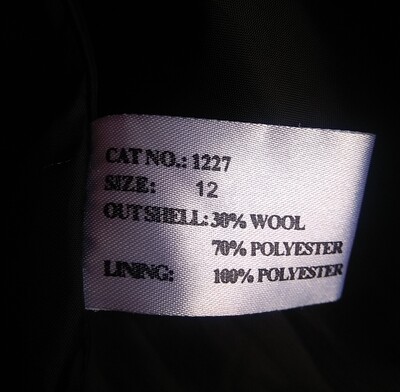 CAT NO.: 1227
SIZE: 12
OUTSHELL: 30% WOOL
70% POLYESTER
LINING: 100% POLYESTER